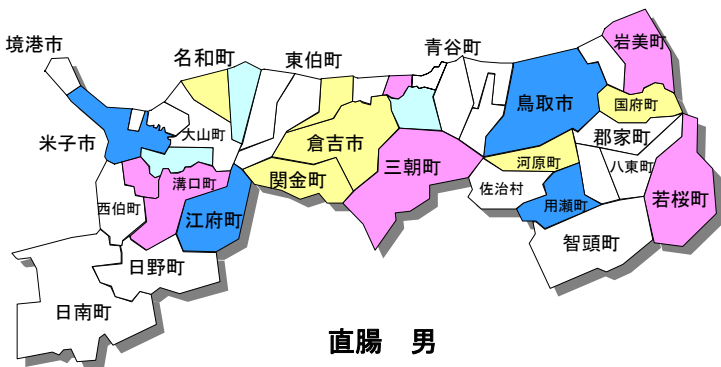 境港市
名和町
東伯町
青谷町
岩美町
鳥取市
国府町
米子市
大山町
倉吉市
郡家町
三朝町
河原町
八東町
溝口町
関金町
佐治村
若桜町
西伯町
江府町
用瀬町
智頭町
日野町
日南町
直腸 男